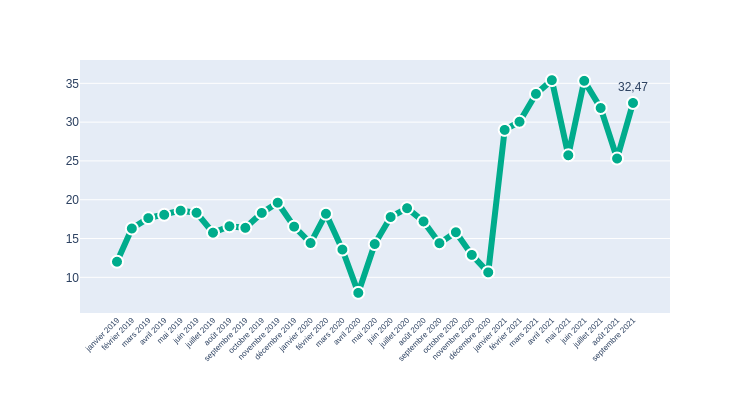 35
30
25
20
15
10
32,47
janvier 2019
février 2019
mars 2019
avril 2019
mai 2019
juin 2019
juillet 2019
août 2019
septembre 2019
octobre 2019
novembre 2019
décembre 2019
janvier 2020
février 2020
mars 2020
avril 2020
mai 2020
juin 2020
juillet 2020
août 2020
septembre 2020
octobre 2020
novembre 2020
décembre 2020
janvier 2021
février 2021
mars 2021
avril 2021
mai 2021
juin 2021
juillet 2021
août 2021
septembre 2021